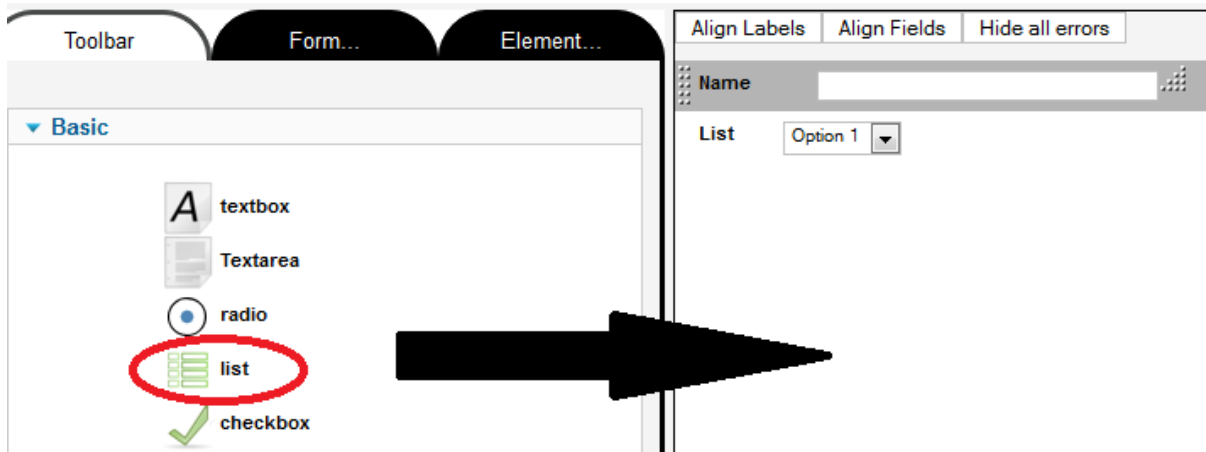 Toolbar
Form...
Element...
Basic
A
textbox
Textarea
radio
list
checkbox
Align Labels
Align Fields
Hide all errors
Name
List
Option 1